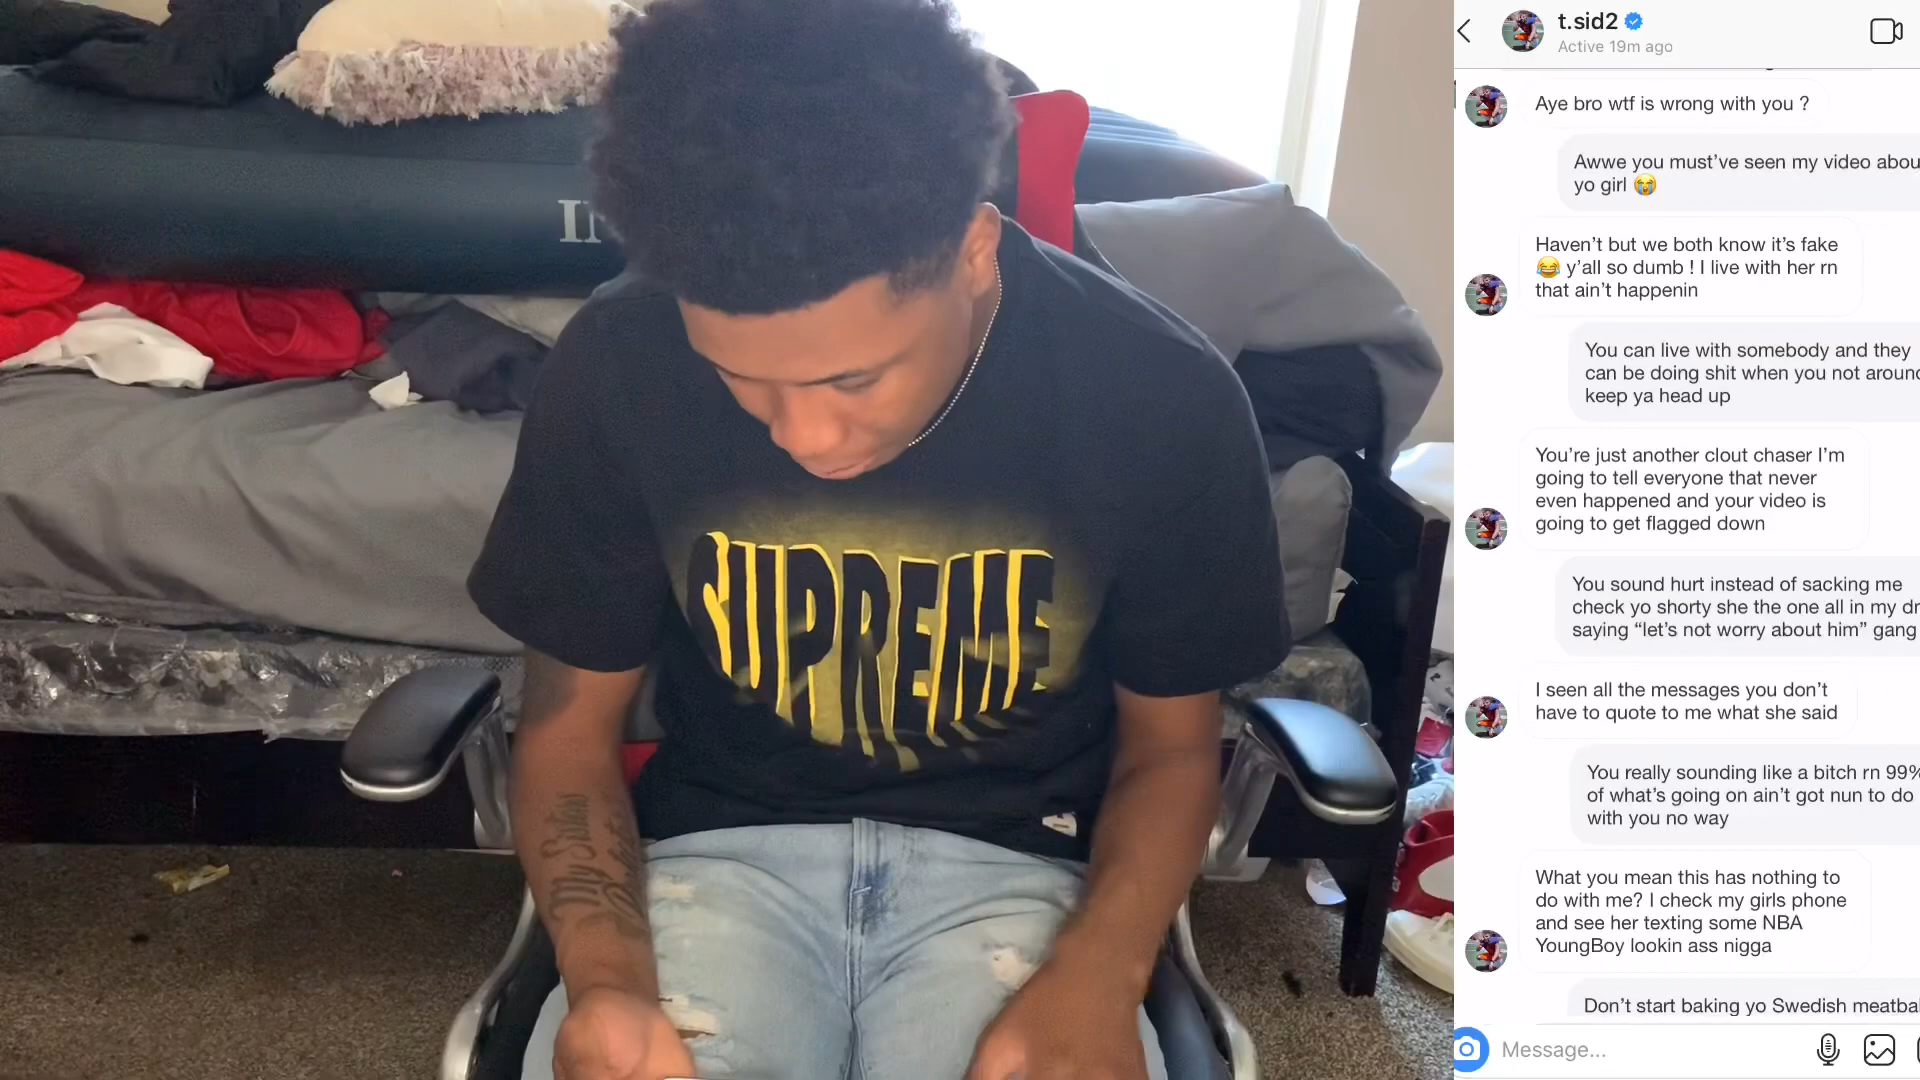 t.sid2
Active 19m ago
Aye bro wtf is wrong with you ?
Awwe you must’ve seen my video abou
yo girl 😭
Haven’t but we both know it’s fake
😂 y’all so dumb ! I live with her rn
that ain’t happenin
You can live with somebody and they
can be doing shit when you not around
keep ya head up
You’re just another clout chaser I’m
going to tell everyone that never
even happened and your video is
going to get flagged down
You sound hurt instead of sacking me
check yo shorty she the one all in my d
saying “let’s not worry about him” gang
I seen all the messages you don’t
have to quote to me what she said
You really sounding like a bitch rn 99%
of what’s going on ain’t got nun to do
with you no way
What you mean this has nothing to
do with me? I check my girls phone
and see her texting some NBA
YoungBoy lookin ass nigga
Don’t start baking yo Swedish meatbal
Message...
SUPREME
My Sisters